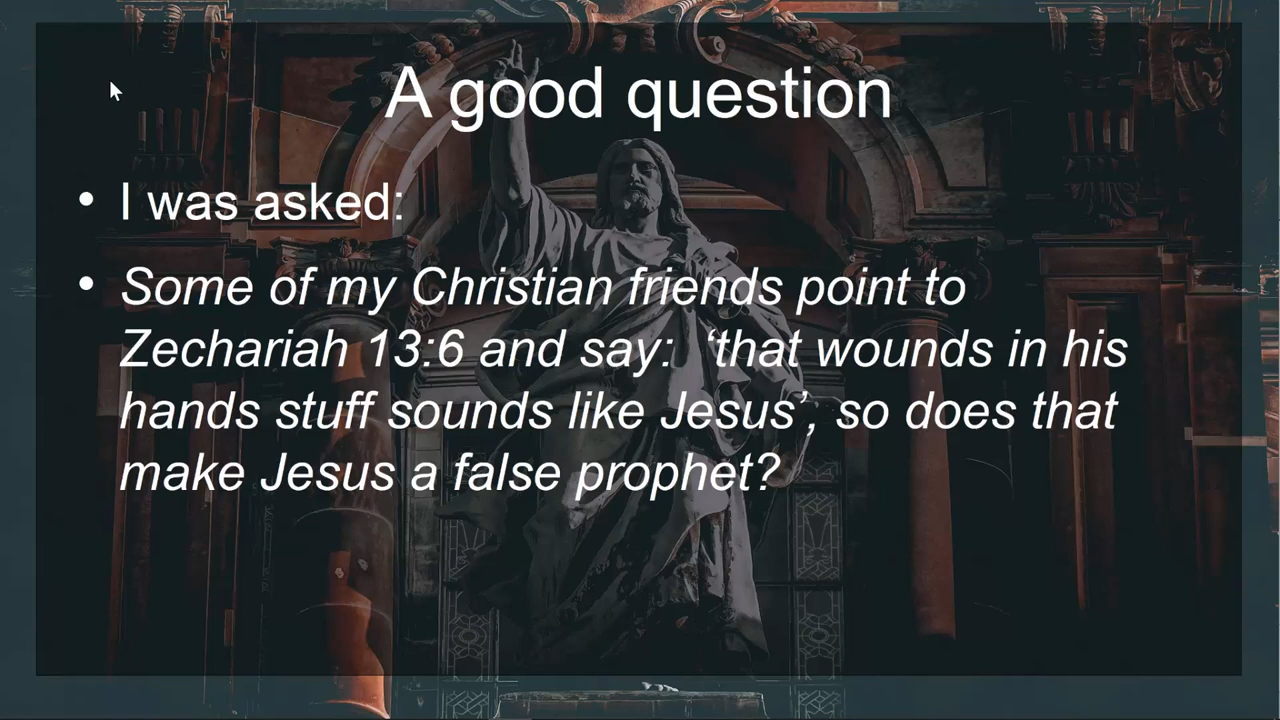 A good question
• I was asked:
• Some of my Christian friends point to
Zechariah 13:6 and say: ‘that wounds in his
hands stuff sounds like Jesus’, so does that
make Jesus a false prophet?